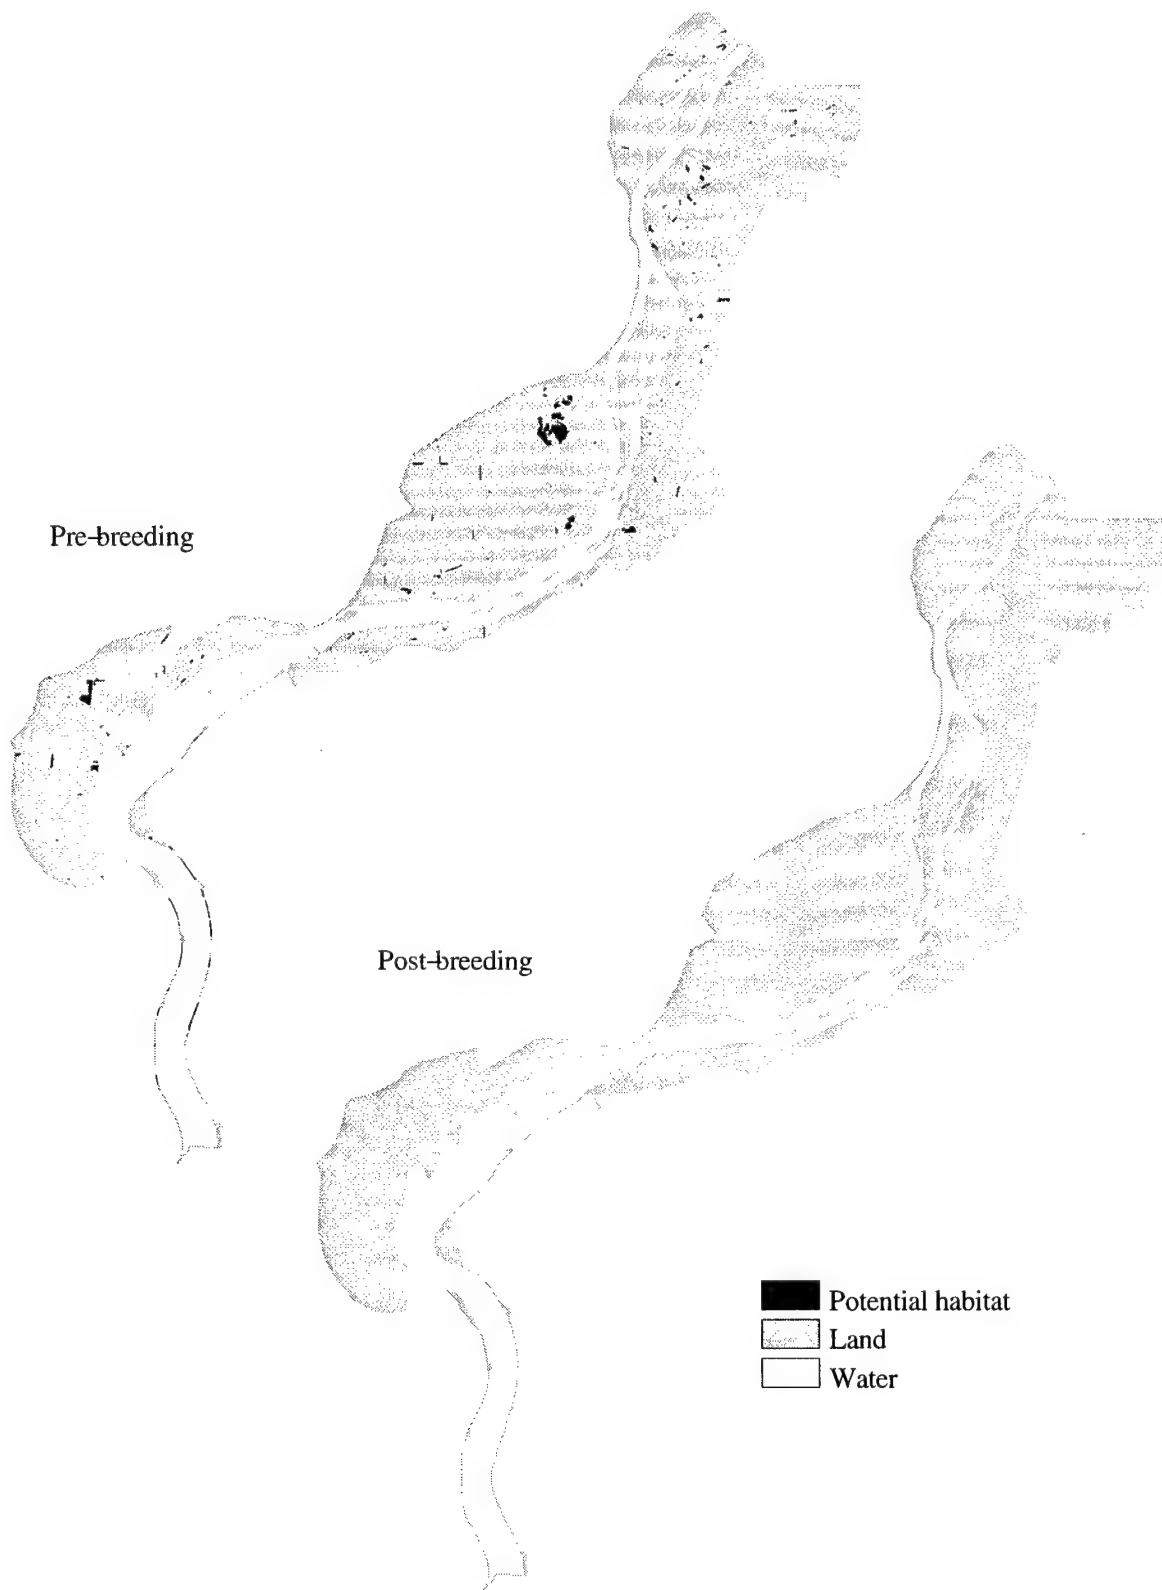 Pre-breeding
Post-breeding
Potential habitat
Land
Water